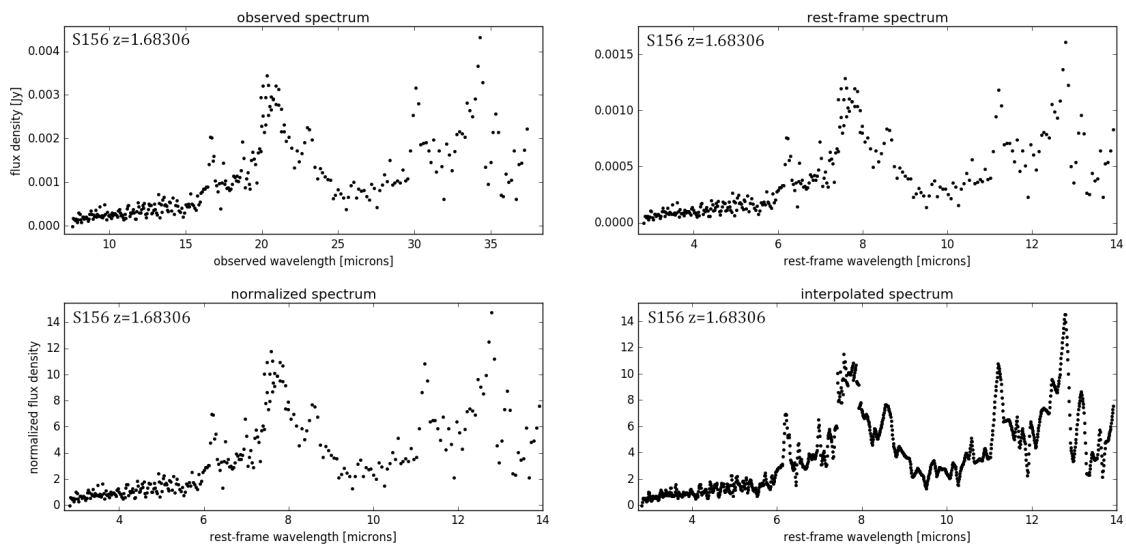 observed spectrum
S156 z=1.68306
flux density [Jy]
0.004
0.003
0.002
0.001
0.000
10 15 20 25 30 35
observed wavelength [microns]
rest-frame spectrum
S156 z=1.68306
0.0015
0.0010
0.0005
0.0000
4 6 8 10 12 14
rest-frame wavelength [microns]
normalized spectrum
S156 z=1.68306
normalized flux density
14
12
10
8
6
4
2
0
4 6 8 10 12 14
rest-frame wavelength [microns]
interpolated spectrum
S156 z=1.68306
14
12
10
8
6
4
2
0
4 6 8 10 12 14
rest-frame wavelength [microns]